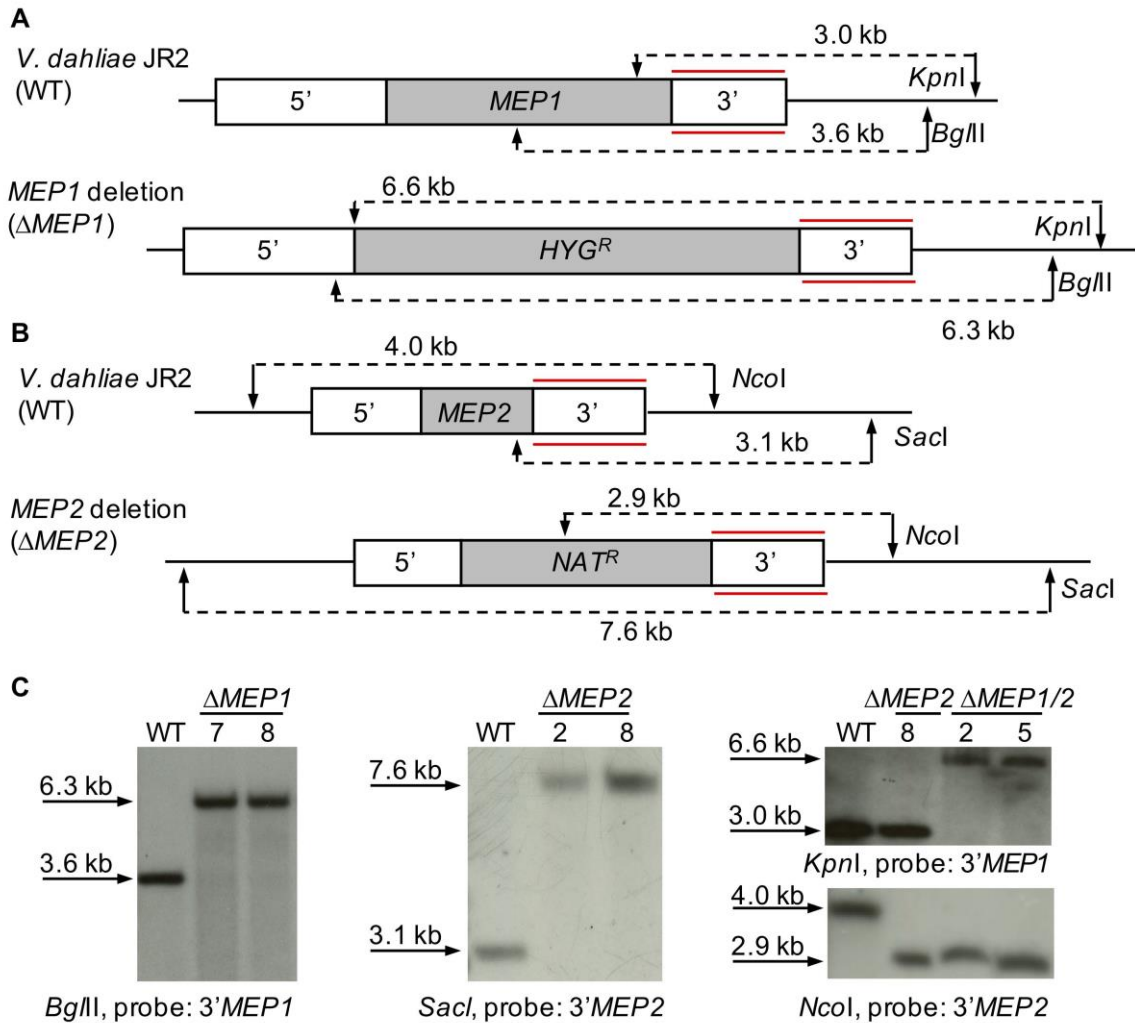 A
V. dahliae JR2
(WT)
3.0 kb
KpnI
5'
MEP1
3'
3.6 kb
BglII
MEP1 deletion
(ΔMEP1)
6.6 kb
KpnI
5'
HYG^R
3'
BglII
6.3 kb
B
V. dahliae JR2
(WT)
4.0 kb
NcoI
5'
MEP2
3'
3.1 kb
SacI
MEP2 deletion
(ΔMEP2)
2.9 kb
NcoI
5'
NAT^R
3'
SacI
7.6 kb
C
ΔMEP1
WT 7 8
6.3 kb
3.6 kb
BglII, probe: 3'MEP1
ΔMEP2
WT 2 8
7.6 kb
3.1 kb
SacI, probe: 3'MEP2
ΔMEP2 ΔMEP1/2
WT 8 2 5
6.6 kb
3.0 kb
KpnI, probe: 3'MEP1
4.0 kb
2.9 kb
NcoI, probe: 3'MEP2